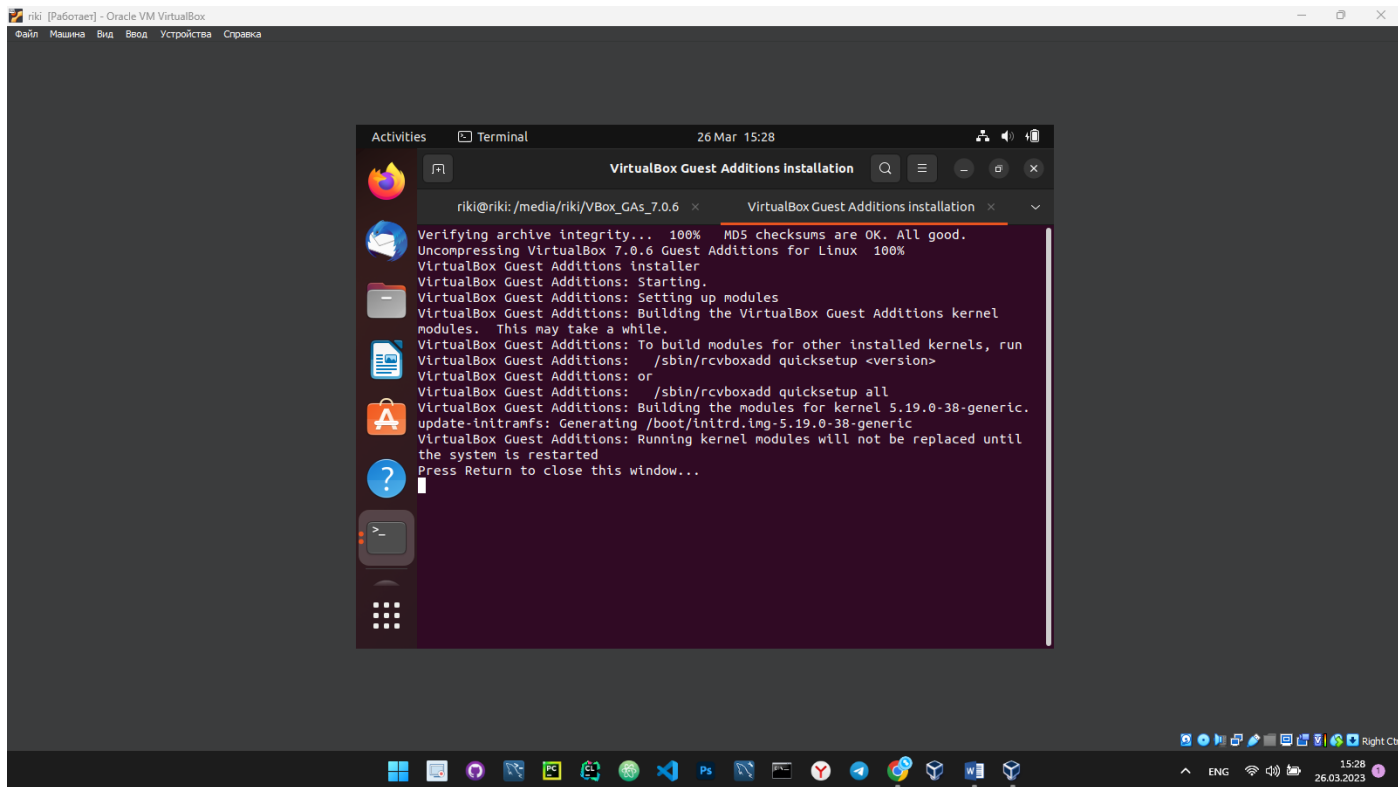 riki [Работает] - Oracle VM VirtualBox
Файл Машина Вид Ввод Устройства Справка
Activities Terminal 26 Mar 15:28
VirtualBox Guest Additions installation
riki@riki: /media/riki/VBox_GAs_7.0.6 VirtualBox Guest Additions installation
Verifying archive integrity... 100% MD5 checksums are OK. All good.
Uncompressing VirtualBox 7.0.6 Guest Additions for Linux 100%
VirtualBox Guest Additions installer
VirtualBox Guest Additions: Starting.
VirtualBox Guest Additions: Setting up modules
VirtualBox Guest Additions: Building the VirtualBox Guest Additions kernel
modules. This may take a while.
VirtualBox Guest Additions: To build modules for other installed kernels, run
VirtualBox Guest Additions: /sbin/rcvboxadd quicksetup <version>
VirtualBox Guest Additions: or
VirtualBox Guest Additions: /sbin/rcvboxadd quicksetup all
VirtualBox Guest Additions: Building the modules for kernel 5.19.0-38-generic.
update-initramfs: Generating /boot/initrd.img-5.19.0-38-generic
VirtualBox Guest Additions: Running kernel modules will not be replaced until
the system is restarted
Press Return to close this window...
Right Ct
PC CL Ps Y W ENG 15:28
26.03.2023 1